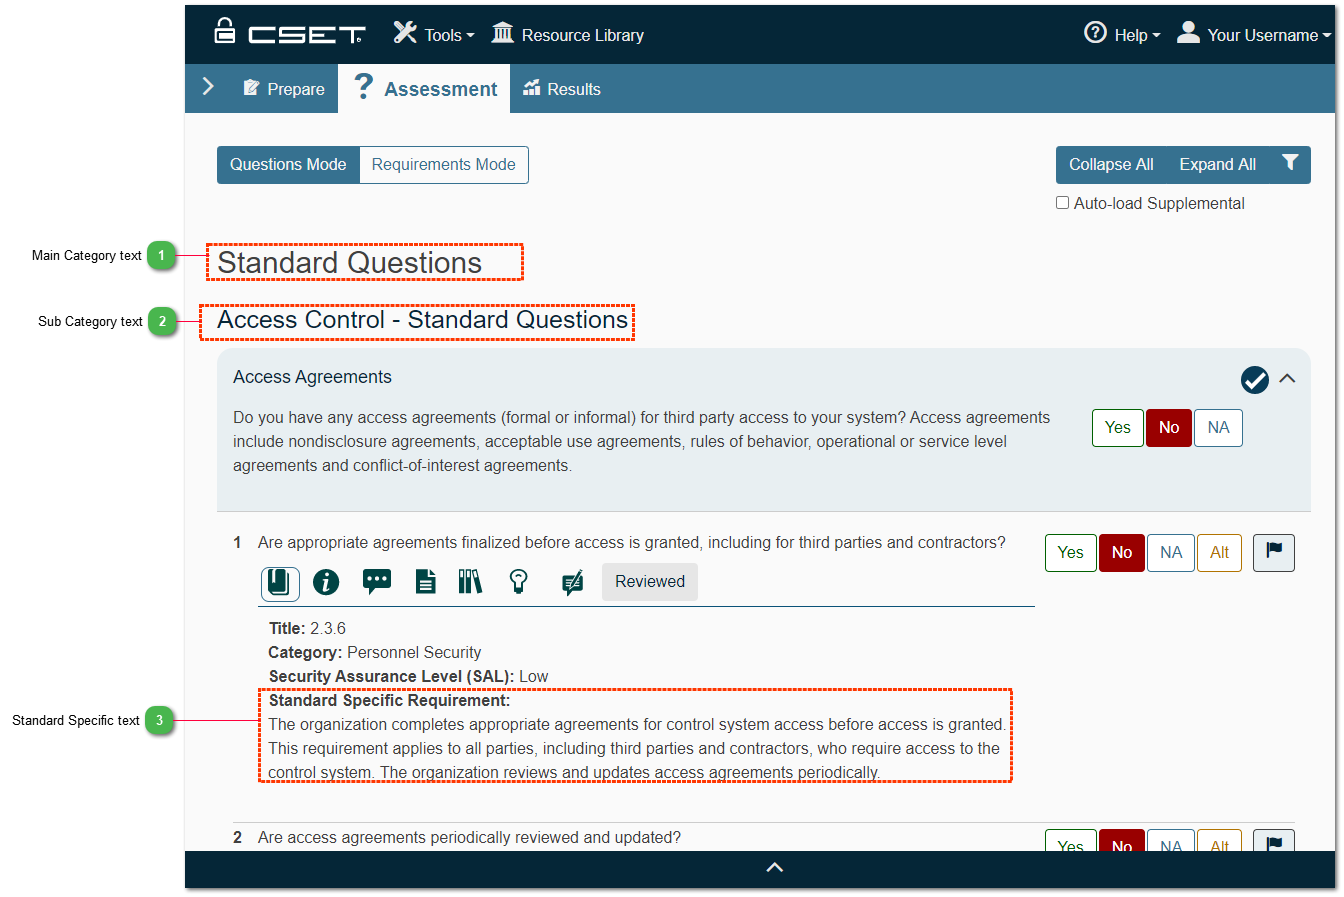 CSET
Tools
Resource Library
Help
Your Username
Prepare
? Assessment
Results
Questions Mode
Requirements Mode
Collapse All
Expand All
Auto-load Supplemental
Main Category text
1
Standard Questions
Sub Category text
2
Access Control - Standard Questions
Access Agreements
Do you have any access agreements (formal or informal) for third party access to your system? Access agreements
include nondisclosure agreements, acceptable use agreements, rules of behavior, operational or service level
agreements and conflict-of-interest agreements.
Yes
No
NA
1 Are appropriate agreements finalized before access is granted, including for third parties and contractors?
Yes
No
NA
Alt
Reviewed
Title: 2.3.6
Category: Personnel Security
Security Assurance Level (SAL): Low
Standard Specific text
3
Standard Specific Requirement:
The organization completes appropriate agreements for control system access before access is granted.
This requirement applies to all parties, including third parties and contractors, who require access to the
control system. The organization reviews and updates access agreements periodically.
2 Are access agreements periodically reviewed and updated?
Yes
No
NA
Alt